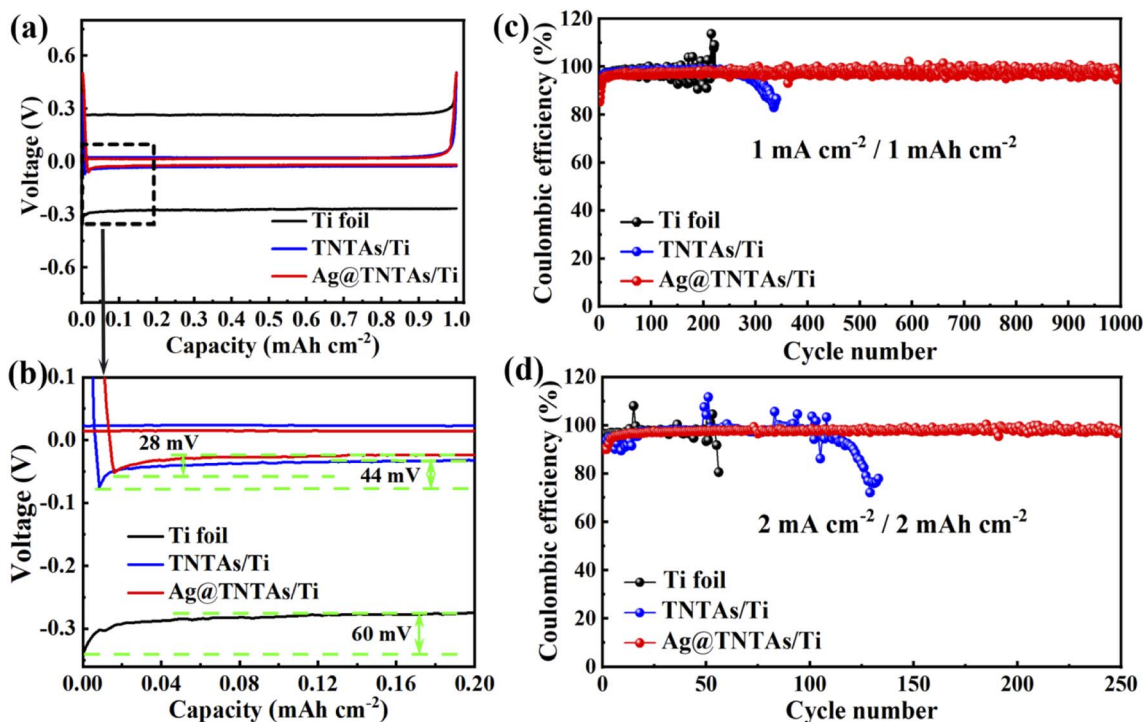 (a)
Voltage (V)
0.3
0.0
-0.3
-0.6
Ti foil
TNTAs/Ti
Ag@TNTAs/Ti
0.0 0.1 0.2 0.3 0.4 0.5 0.6 0.7 0.8 0.9 1.0
Capacity (mAh cm⁻²)
(b)
Voltage (V)
0.1
0.0
-0.1
-0.2
-0.3
28 mV
44 mV
Ti foil
TNTAs/Ti
Ag@TNTAs/Ti
60 mV
0.00 0.04 0.08 0.12 0.16 0.20
Capacity (mAh cm⁻²)
(c)
Coulombic efficiency (%)
120
100
80
60
40
20
0
1 mA cm⁻² / 1 mAh cm⁻²
Ti foil
TNTAs/Ti
Ag@TNTAs/Ti
0 100 200 300 400 500 600 700 800 900 1000
Cycle number
(d)
Coulombic efficiency (%)
120
100
80
60
40
20
0
2 mA cm⁻² / 2 mAh cm⁻²
Ti foil
TNTAs/Ti
Ag@TNTAs/Ti
0 50 100 150 200 250
Cycle number